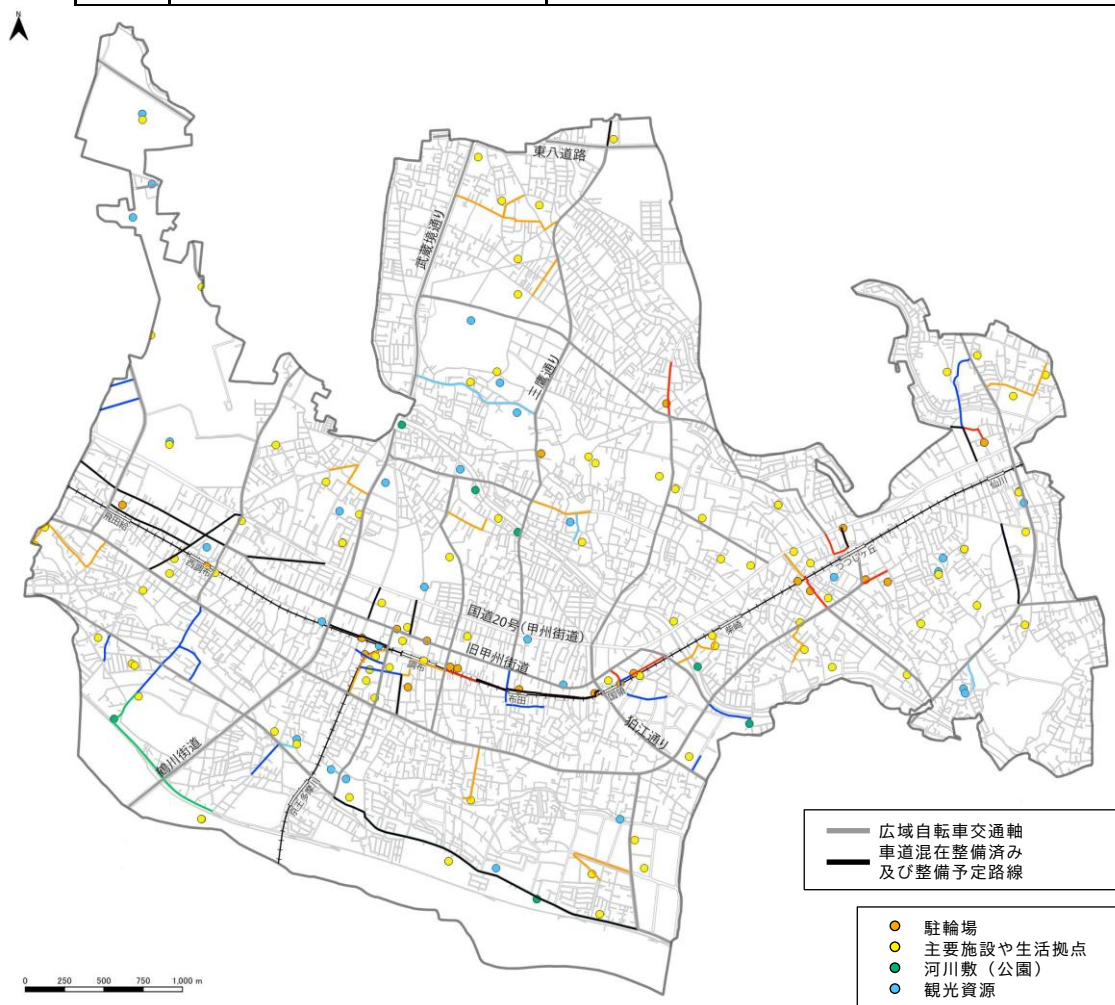 東八道路
武蔵境通り
三鷹通り
仙川
つつじヶ丘
飛田給
西調布
柴崎
国道20号(甲州街道)
旧甲州街道
調布
布田
国領
狛江通り
鶴川街道
京王多摩川
広域自転車交通軸
車道混在整備済み
及び整備予定路線
駐輪場
主要施設や生活拠点
河川敷（公園）
観光資源
0 250 500 750 1,000 m